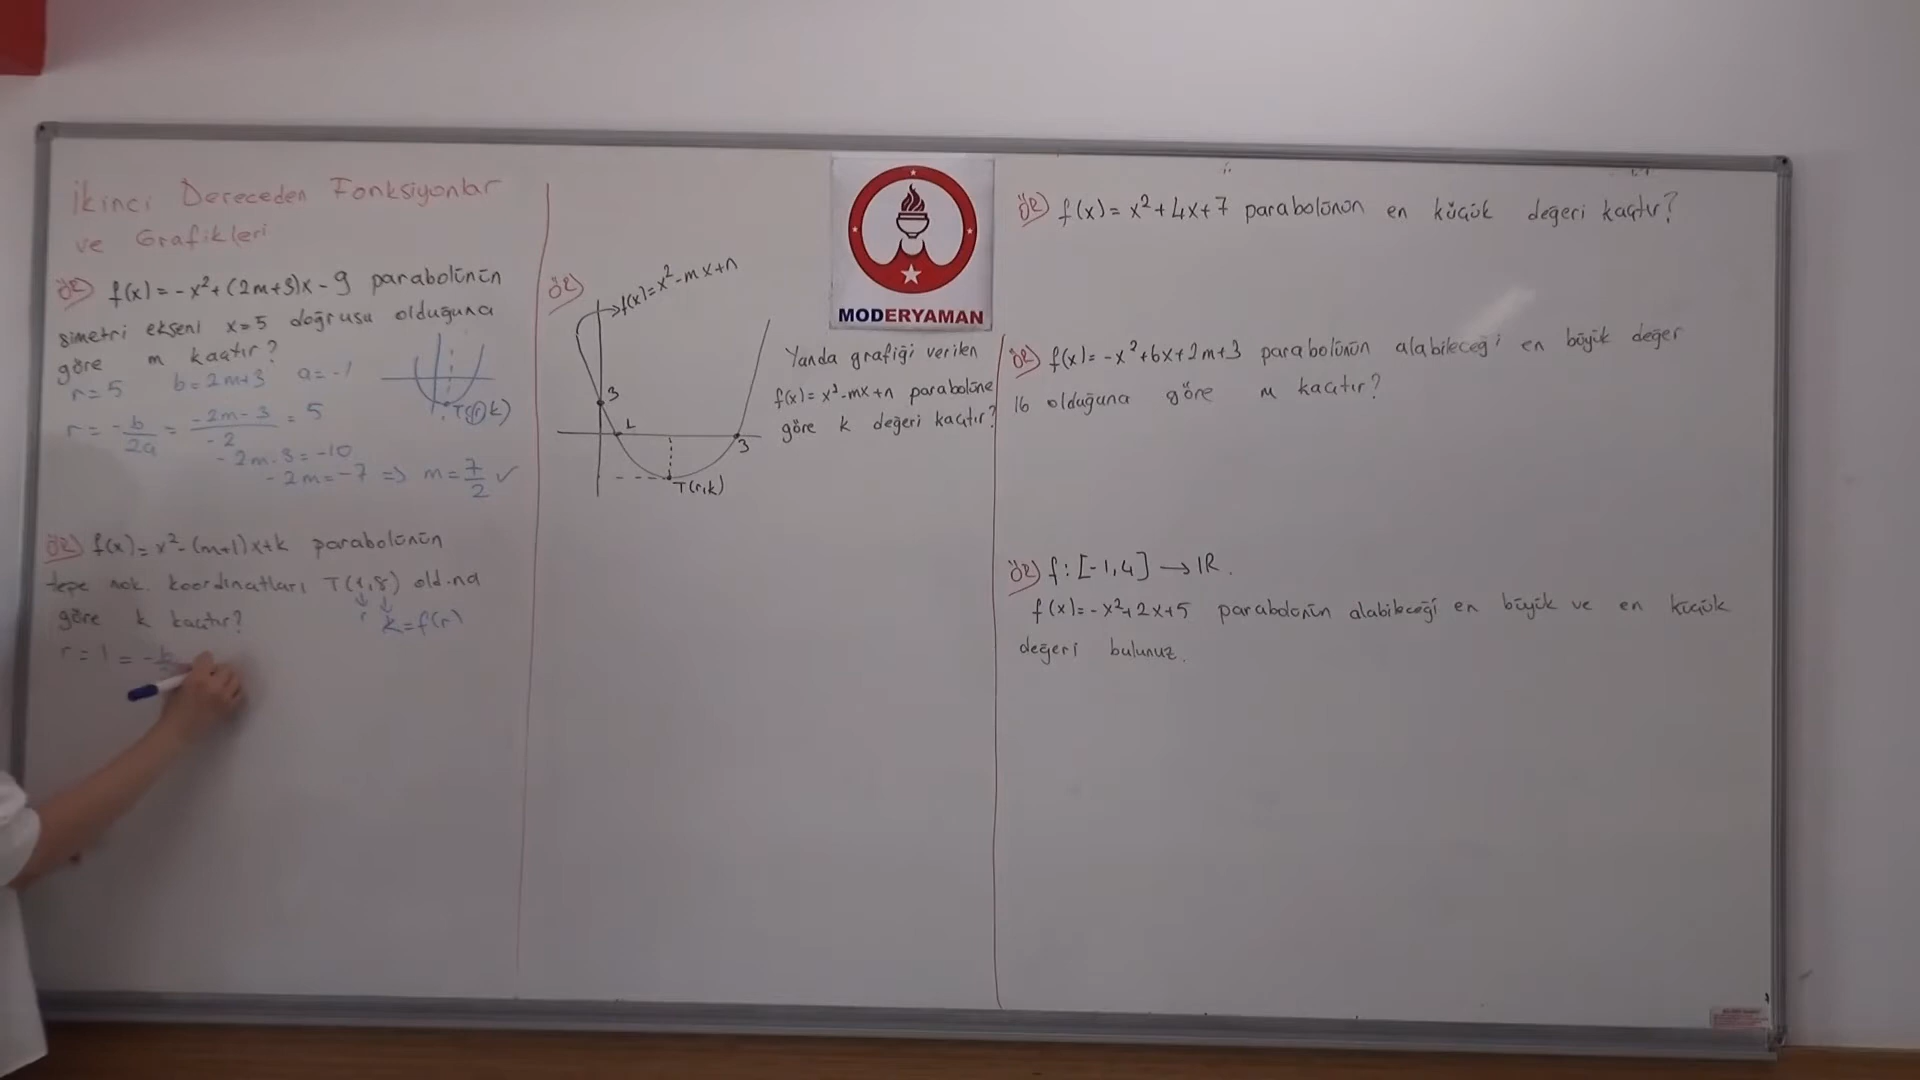 İkinci Dereceden Fonksiyonlar
ve Grafikleri
ÖR) f(x) = -x² + (2m+3)x - 9 parabolünün
simetri ekseni x=5 doğrusu olduğuna
göre m kaçtır?
r = 5 b = 2m+3 a = -1
T(r,k)
r = -b/2a = -2m-3/-2 = 5
-2m-3 = -10
-2m = -7 => m = 7/2 ✓
ÖR) f(x) = x² - (m+1)x+k parabolünün
tepe nok. koordinatları T(1,8) old.na
göre k kaçtır?
r k = f(r)
r = 1 = -b
ÖR)
f(x) = x² - mx + n
3
1
3
T(r,k)
Yanda grafiği verilen
f(x) = x² - mx + n parabolüne
göre k değeri kaçtır?
MODERYAMAN
ÖR) f(x) = x² + 4x + 7 parabolünün en küçük değeri kaçtır?
ÖR) f(x) = -x² + 6x + 2m + 3 parabolünün alabileceği en büyük değer
16 olduğuna göre m kaçtır?
ÖR) f : [-1,4] → IR.
f(x) = -x² + 2x + 5 parabolünün alabileceği en büyük ve en küçük
değeri bulunuz.